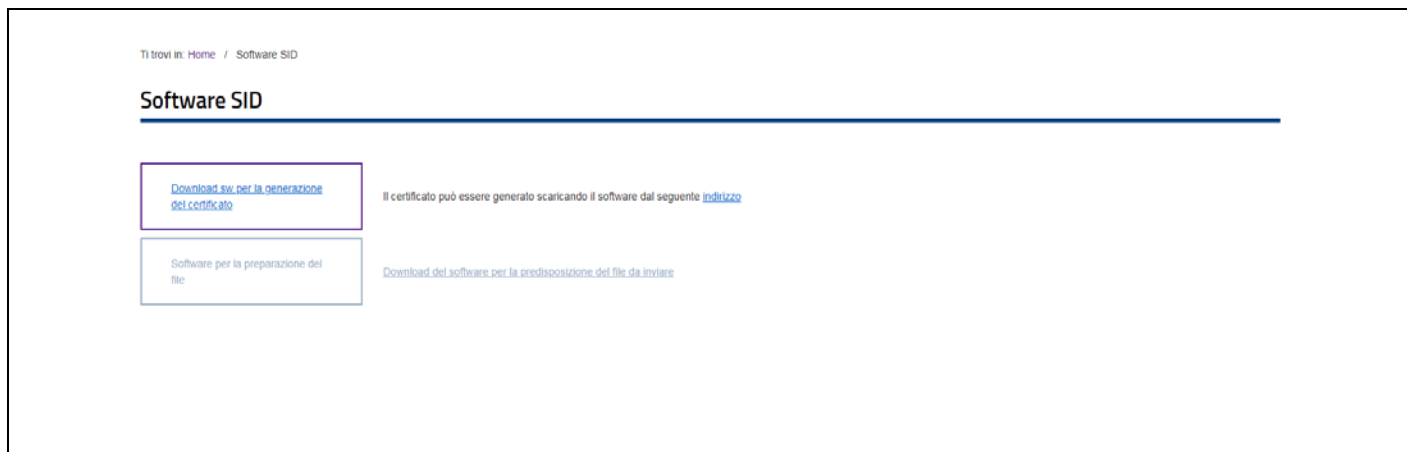 Ti trovi in: Home / Software SID
Software SID
Download sw per la generazione
del certificato
Il certificato può essere generato scaricando il software dal seguente indirizzo
Software per la preparazione del
file
Download del software per la predisposizione del file da inviare